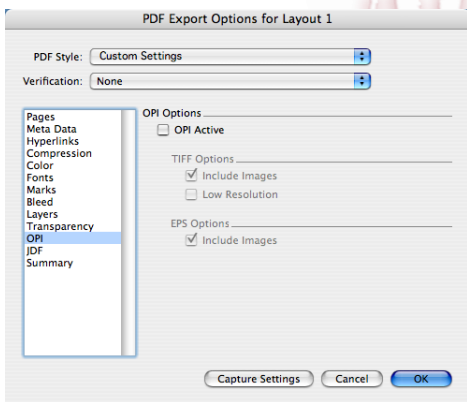 PDF Export Options for Layout 1
PDF Style: Custom Settings
Verification: None
Pages
Meta Data
Hyperlinks
Compression
Color
Fonts
Marks
Bleed
Layers
Transparency
OPI
JDF
Summary
OPI Options
OPI Active
TIFF Options
Include Images
Low Resolution
EPS Options
Include Images
Capture Settings Cancel OK